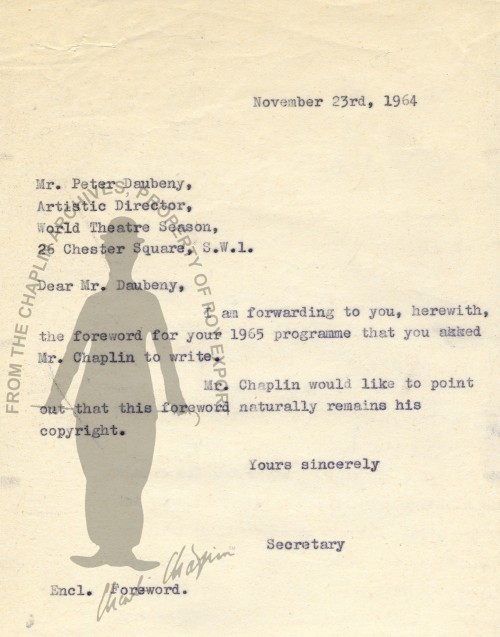 November 23rd, 1964
Mr. Peter Daubeny,
Artistic Director,
World Theatre Season,
26 Chester Square, S.W.1.
Dear Mr. Daubeny,
I am forwarding to you, herewith,
the foreword for your 1965 programme that you asked
Mr. Chaplin to write.
Mr. Chaplin would like to point
out that this foreword naturally remains his
copyright.
Yours sincerely
Secretary
Encl. Foreword.
FROM THE CHAPLIN ARCHIVES, PROPERTY OF ROY EXPORT
Charlie Chaplin